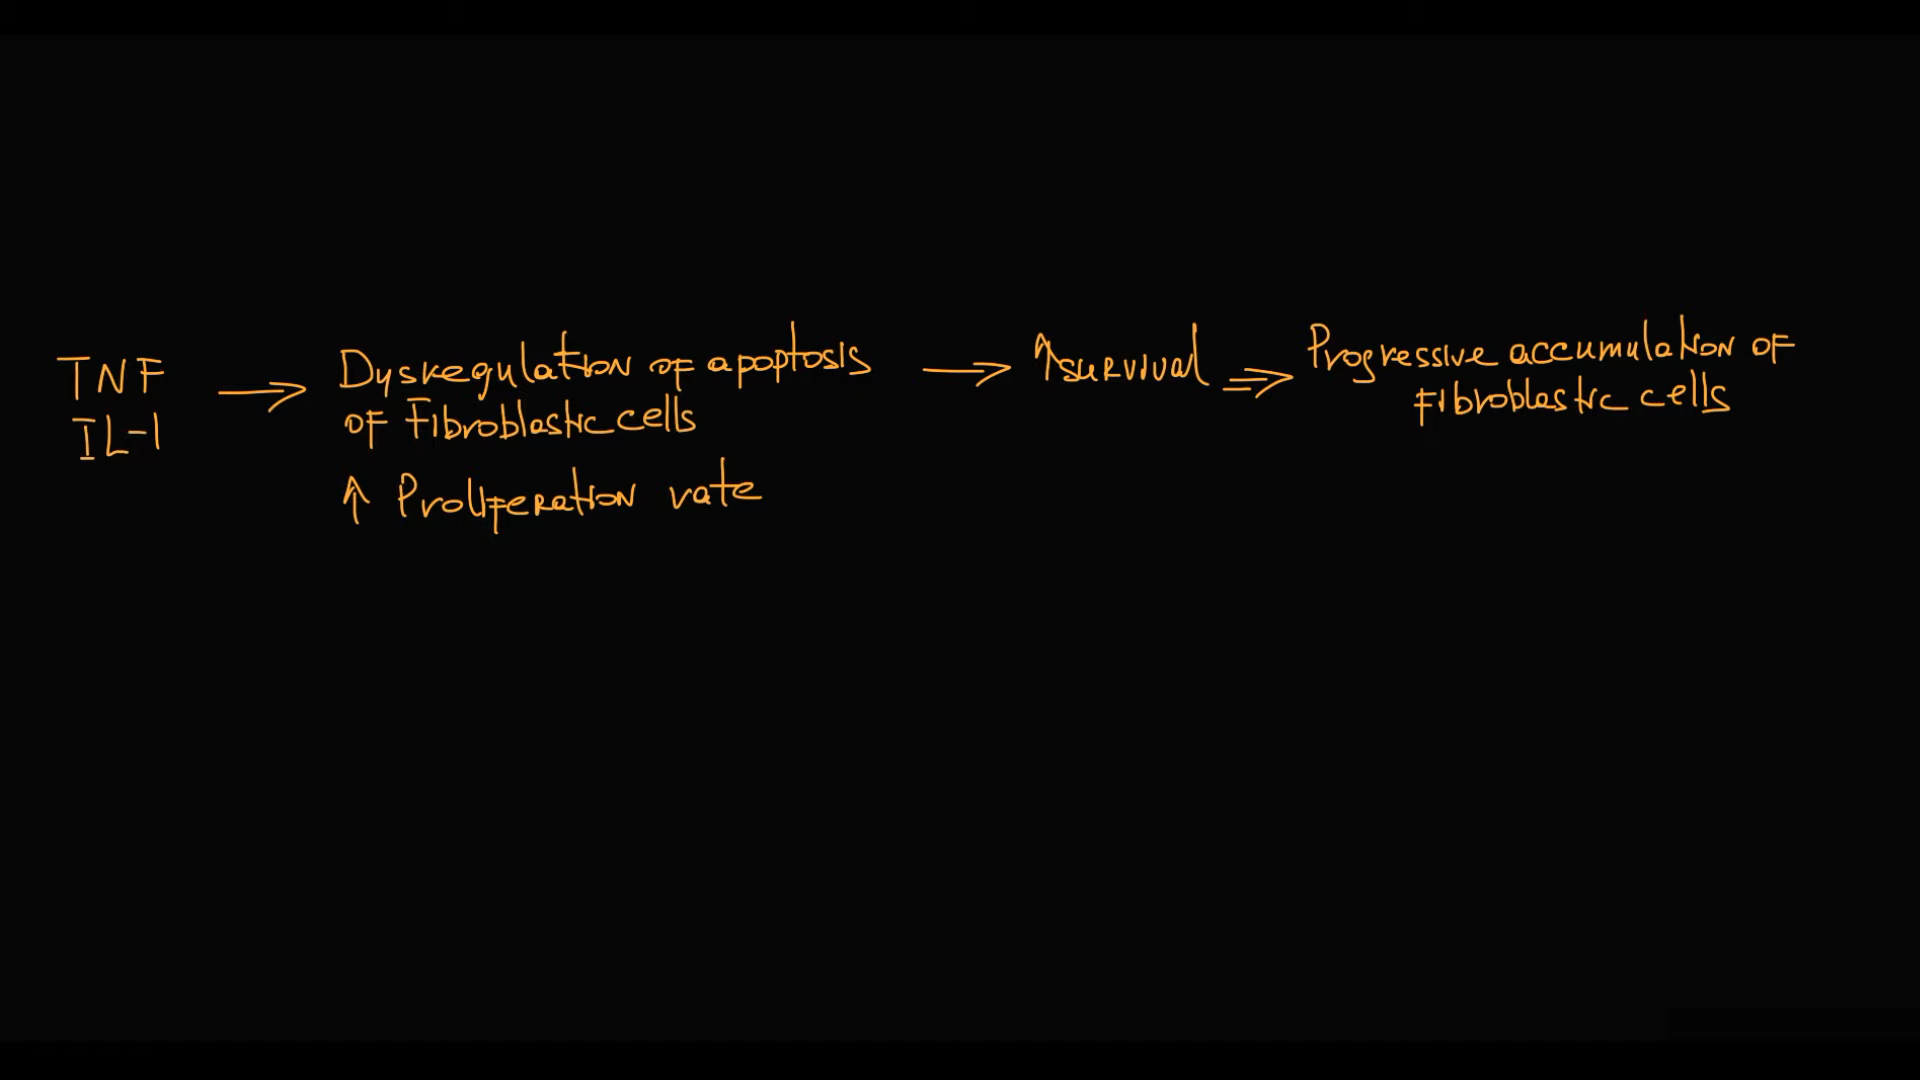 TNF
IL-1
→ Dysregulation of apoptosis
of Fibroblastic cells
↑ Proliferation rate
→ ↑survival ⇒ Progressive accumulation of
fibroblastic cells